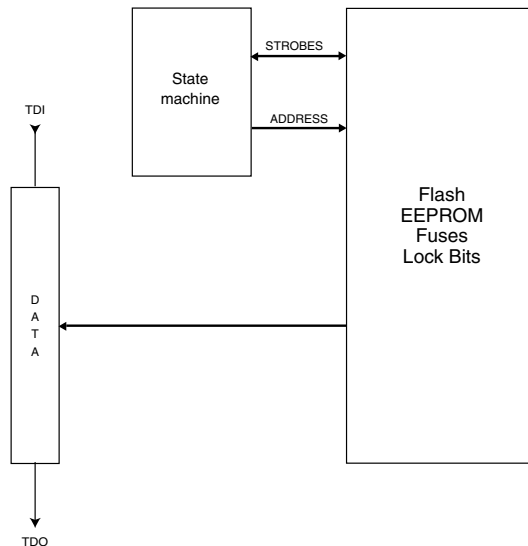 STROBES
State
machine
ADDRESS
TDI
Flash
EEPROM
Fuses
Lock Bits
D
A
T
A
TDO